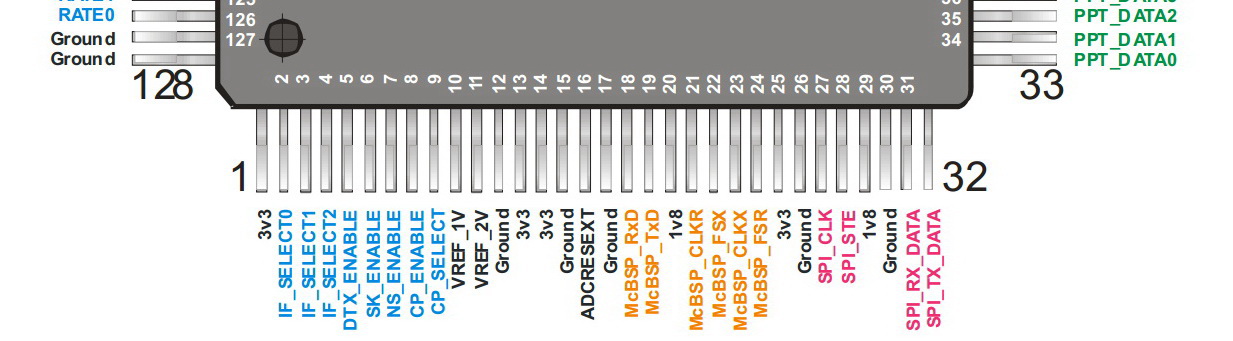 RATE0
126
35
PPT_DATA2
Ground
127
34
PPT_DATA1
Ground
PPT_DATA0
128
33
2 3 4 5 6 7 8 9 10 11 12 13 14 15 16 17 18 19 20 21 22 23 24 25 26 27 28 29 30 31
1
32
3v3
IF_SELECT0
IF_SELECT1
IF_SELECT2
DTX_ENABLE
SK_ENABLE
NS_ENABLE
CP_ENABLE
CP_SELECT
VREF_1V
VREF_2V
Ground
3v3
3v3
Ground
ADCRESEXT
Ground
McBSP_RxD
McBSP_TxD
1v8
McBSP_CLKR
McBSP_FSX
McBSP_CLKX
McBSP_FSR
3v3
Ground
SPI_CLK
SPI_STE
1v8
Ground
SPI_RX_DATA
SPI_TX_DATA